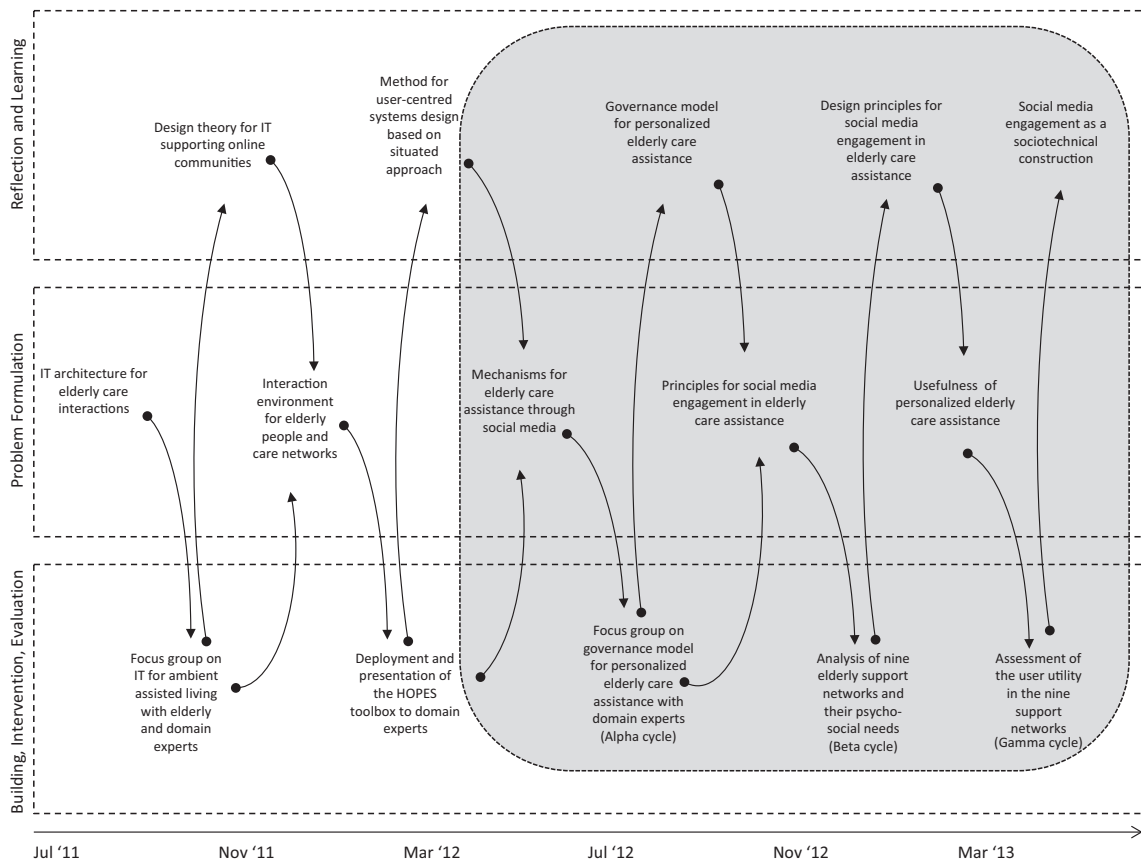 Reflection and Learning
Design theory for IT
supporting online
communities
Method for
user-centred
systems design
based on
situated
approach
Governance model
for personalized
elderly care
assistance
Design principles for
social media
engagement in
elderly care
assistance
Social media
engagement as a
sociotechnical
construction
Problem Formulation
IT architecture for
elderly care
interactions
Interaction
environment
for elderly
people and
care networks
Mechanisms for
elderly care
assistance through
social media
Principles for social media
engagement in elderly
care assistance
Usefulness of
personalized elderly
care assistance
Building, Intervention, Evaluation
Focus group on
IT for ambient
assisted living
with elderly
and domain
experts
Deployment and
presentation of
the HOPES
toolbox to domain
experts
Focus group on
governance model
for personalized
elderly care
assistance with
domain experts
(Alpha cycle)
Analysis of nine
elderly support
networks and
their psycho-
social needs
(Beta cycle)
Assessment of
the user utility
in the nine
support
networks
(Gamma cycle)
Jul ‘11
Nov ‘11
Mar ‘12
Jul ‘12
Nov ‘12
Mar ‘13